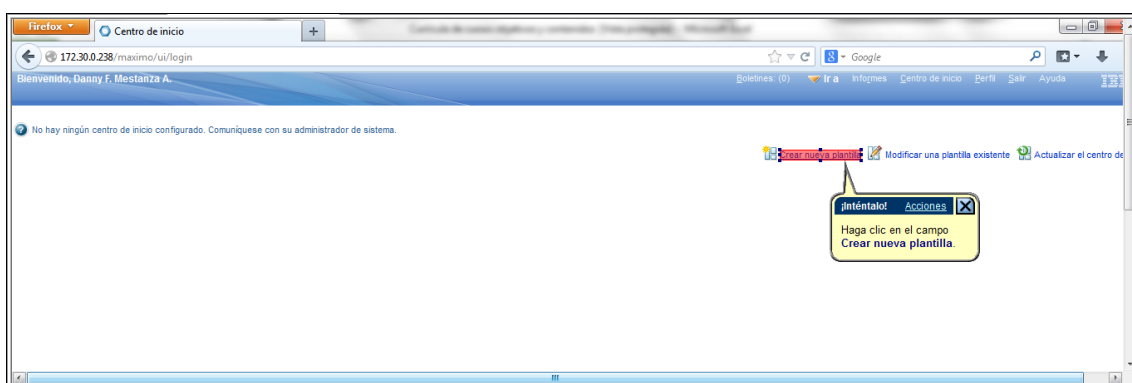 Firefox
Centro de inicio
+
172.30.0.238/maximo/ui/login
Google
Bienvenido, Danny F. Mestanza A.
Boletines: (0) Ir a Informes Centro de inicio Perfil Salir Ayuda
No hay ningún centro de inicio configurado. Comuníquese con su administrador de sistema.
Crear nueva plantilla Modificar una plantilla existente Actualizar el centro de
¡Inténtalo! Acciones X
Haga clic en el campo
Crear nueva plantilla.